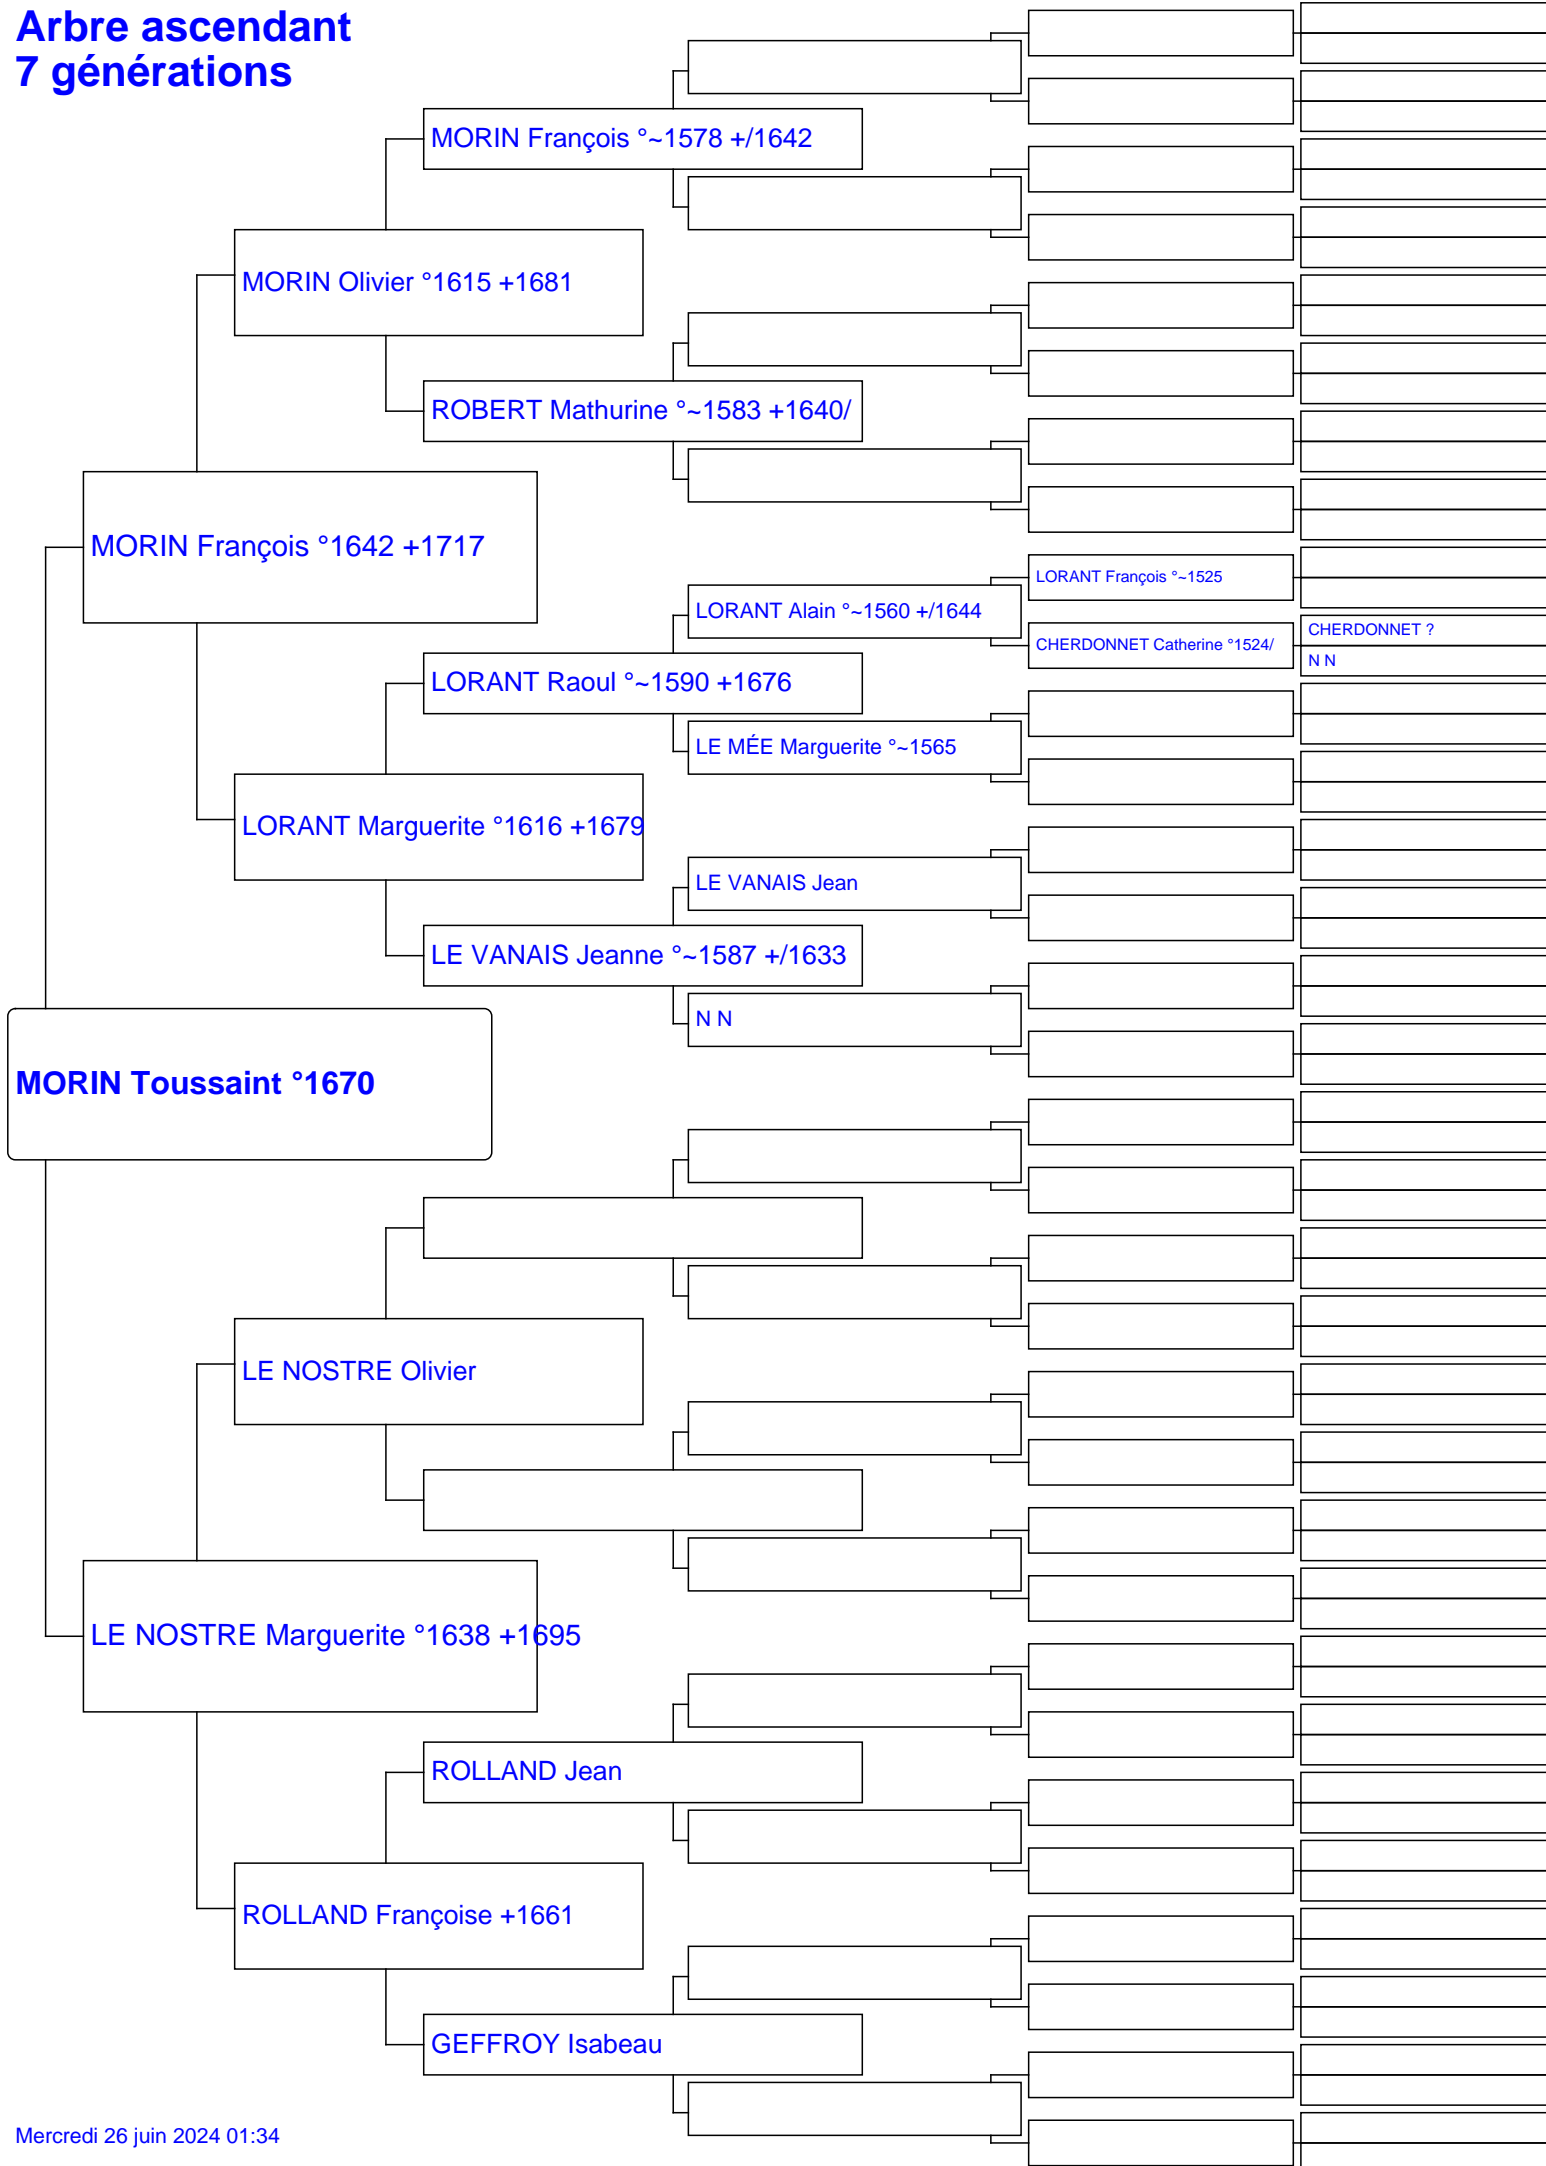 Arbre ascendant
7 générations
MORIN François °~1578 +/1642
MORIN Olivier °1615 +1681
ROBERT Mathurine °~1583 +1640/
MORIN François °1642 +1717
LORANT François °~1525
LORANT Alain °~1560 +/1644
CHERDONNET ?
CHERDONNET Catherine °1524/
N N
LORANT Raoul °~1590 +1676
LE MÉE Marguerite °~1565
LORANT Marguerite °1616 +1679
LE VANAIS Jean
LE VANAIS Jeanne °~1587 +/1633
N N
MORIN Toussaint °1670
LE NOSTRE Olivier
LE NOSTRE Marguerite °1638 +1695
ROLLAND Jean
ROLLAND Françoise +1661
GEFFROY Isabeau
Mercredi 26 juin 2024 01:34